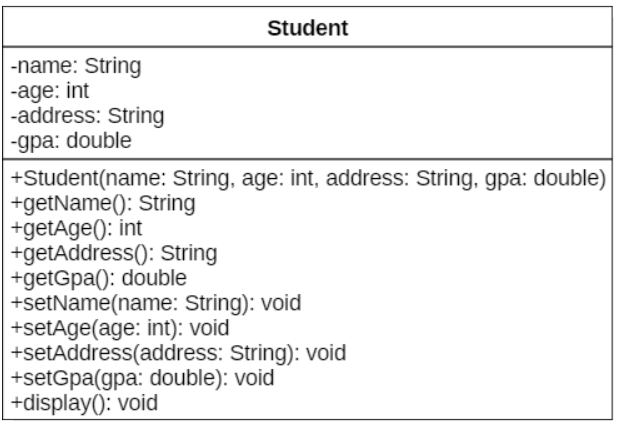 Student
-name: String
-age: int
-address: String
-gpa: double
+Student(name: String, age: int, address: String, gpa: double)
+getName(): String
+getAge(): int
+getAddress(): String
+getGpa(): double
+setName(name: String): void
+setAge(age: int): void
+setAddress(address: String): void
+setGpa(gpa: double): void
+display(): void